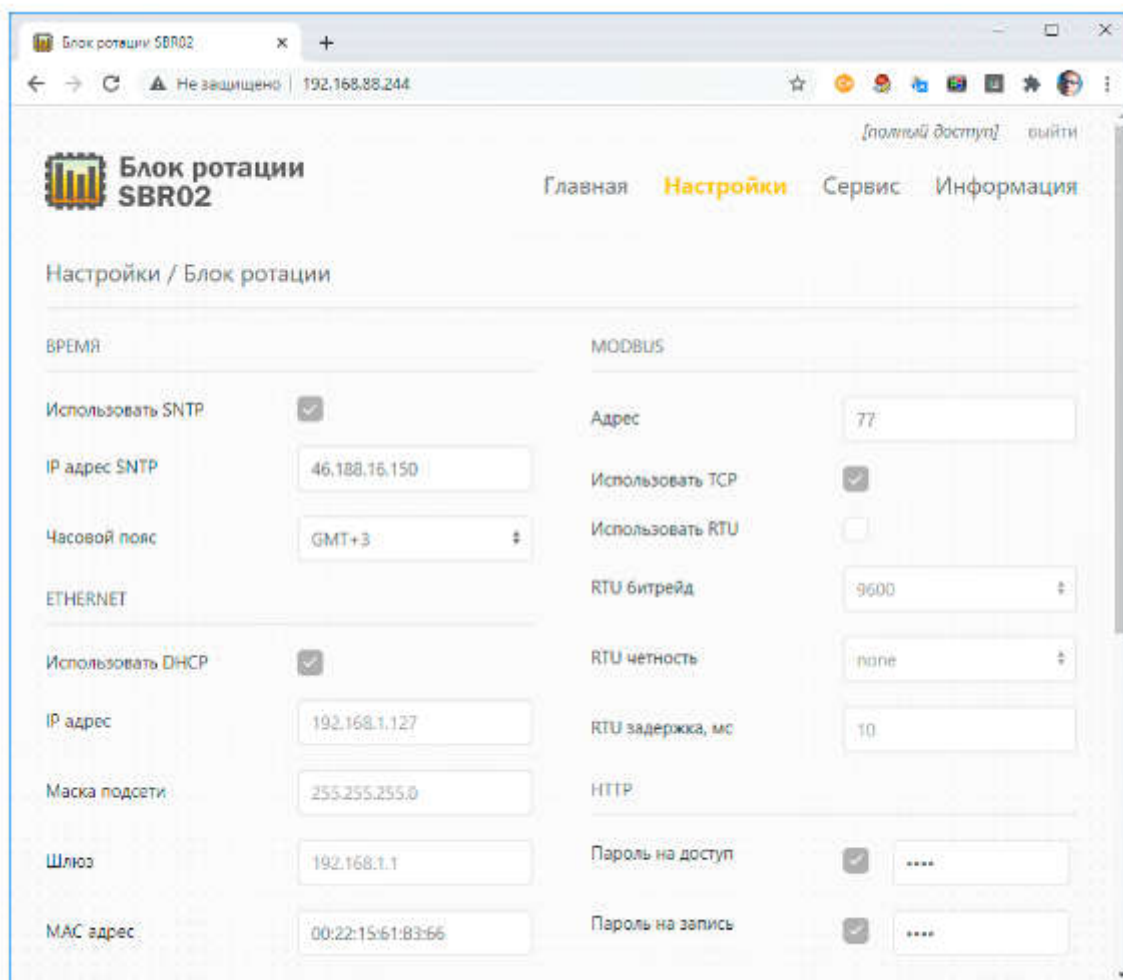 Блок ротации SBR02
Не защищено | 192.168.88.244
[полный доступ] выйти
Блок ротации
SBR02
Главная Настройки Сервис Информация
Настройки / Блок ротации
ВРЕМЯ
Использовать SNTP
IP адрес SNTP 46.188.16.150
Часовой пояс GMT+3
ETHERNET
Использовать DHCP
IP адрес 192.168.1.127
Маска подсети 255.255.255.0
Шлюз 192.168.1.1
MAC адрес 00:22:15:61:B3:66
MODBUS
Адрес 77
Использовать TCP
Использовать RTU
RTU битрейд 9600
RTU четность none
RTU задержка, мс 10
HTTP
Пароль на доступ ••••
Пароль на запись ••••